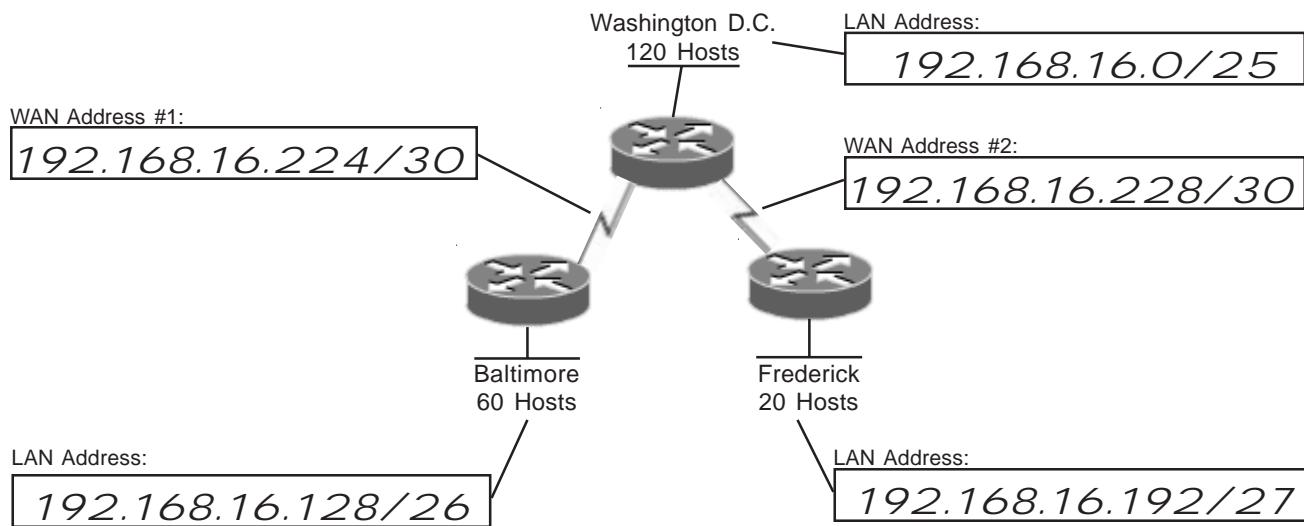 Washington D.C.
120 Hosts
LAN Address:
192.168.16.0/25
WAN Address #1:
192.168.16.224/30
WAN Address #2:
192.168.16.228/30
Baltimore
60 Hosts
Frederick
20 Hosts
LAN Address:
192.168.16.128/26
LAN Address:
192.168.16.192/27